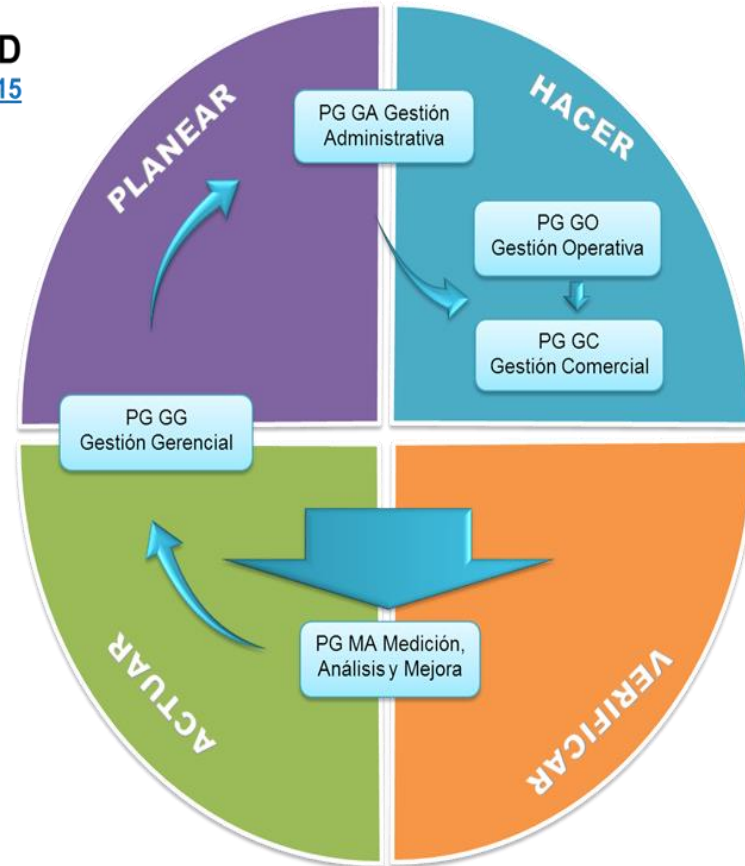 D
15
PLANEAR
HACER
PG GA Gestión
Administrativa
PG GO
Gestión Operativa
PG GC
Gestión Comercial
PG GG
Gestión Gerencial
PG MA Medición,
Análisis y Mejora
ACTUAR
VERIFICAR